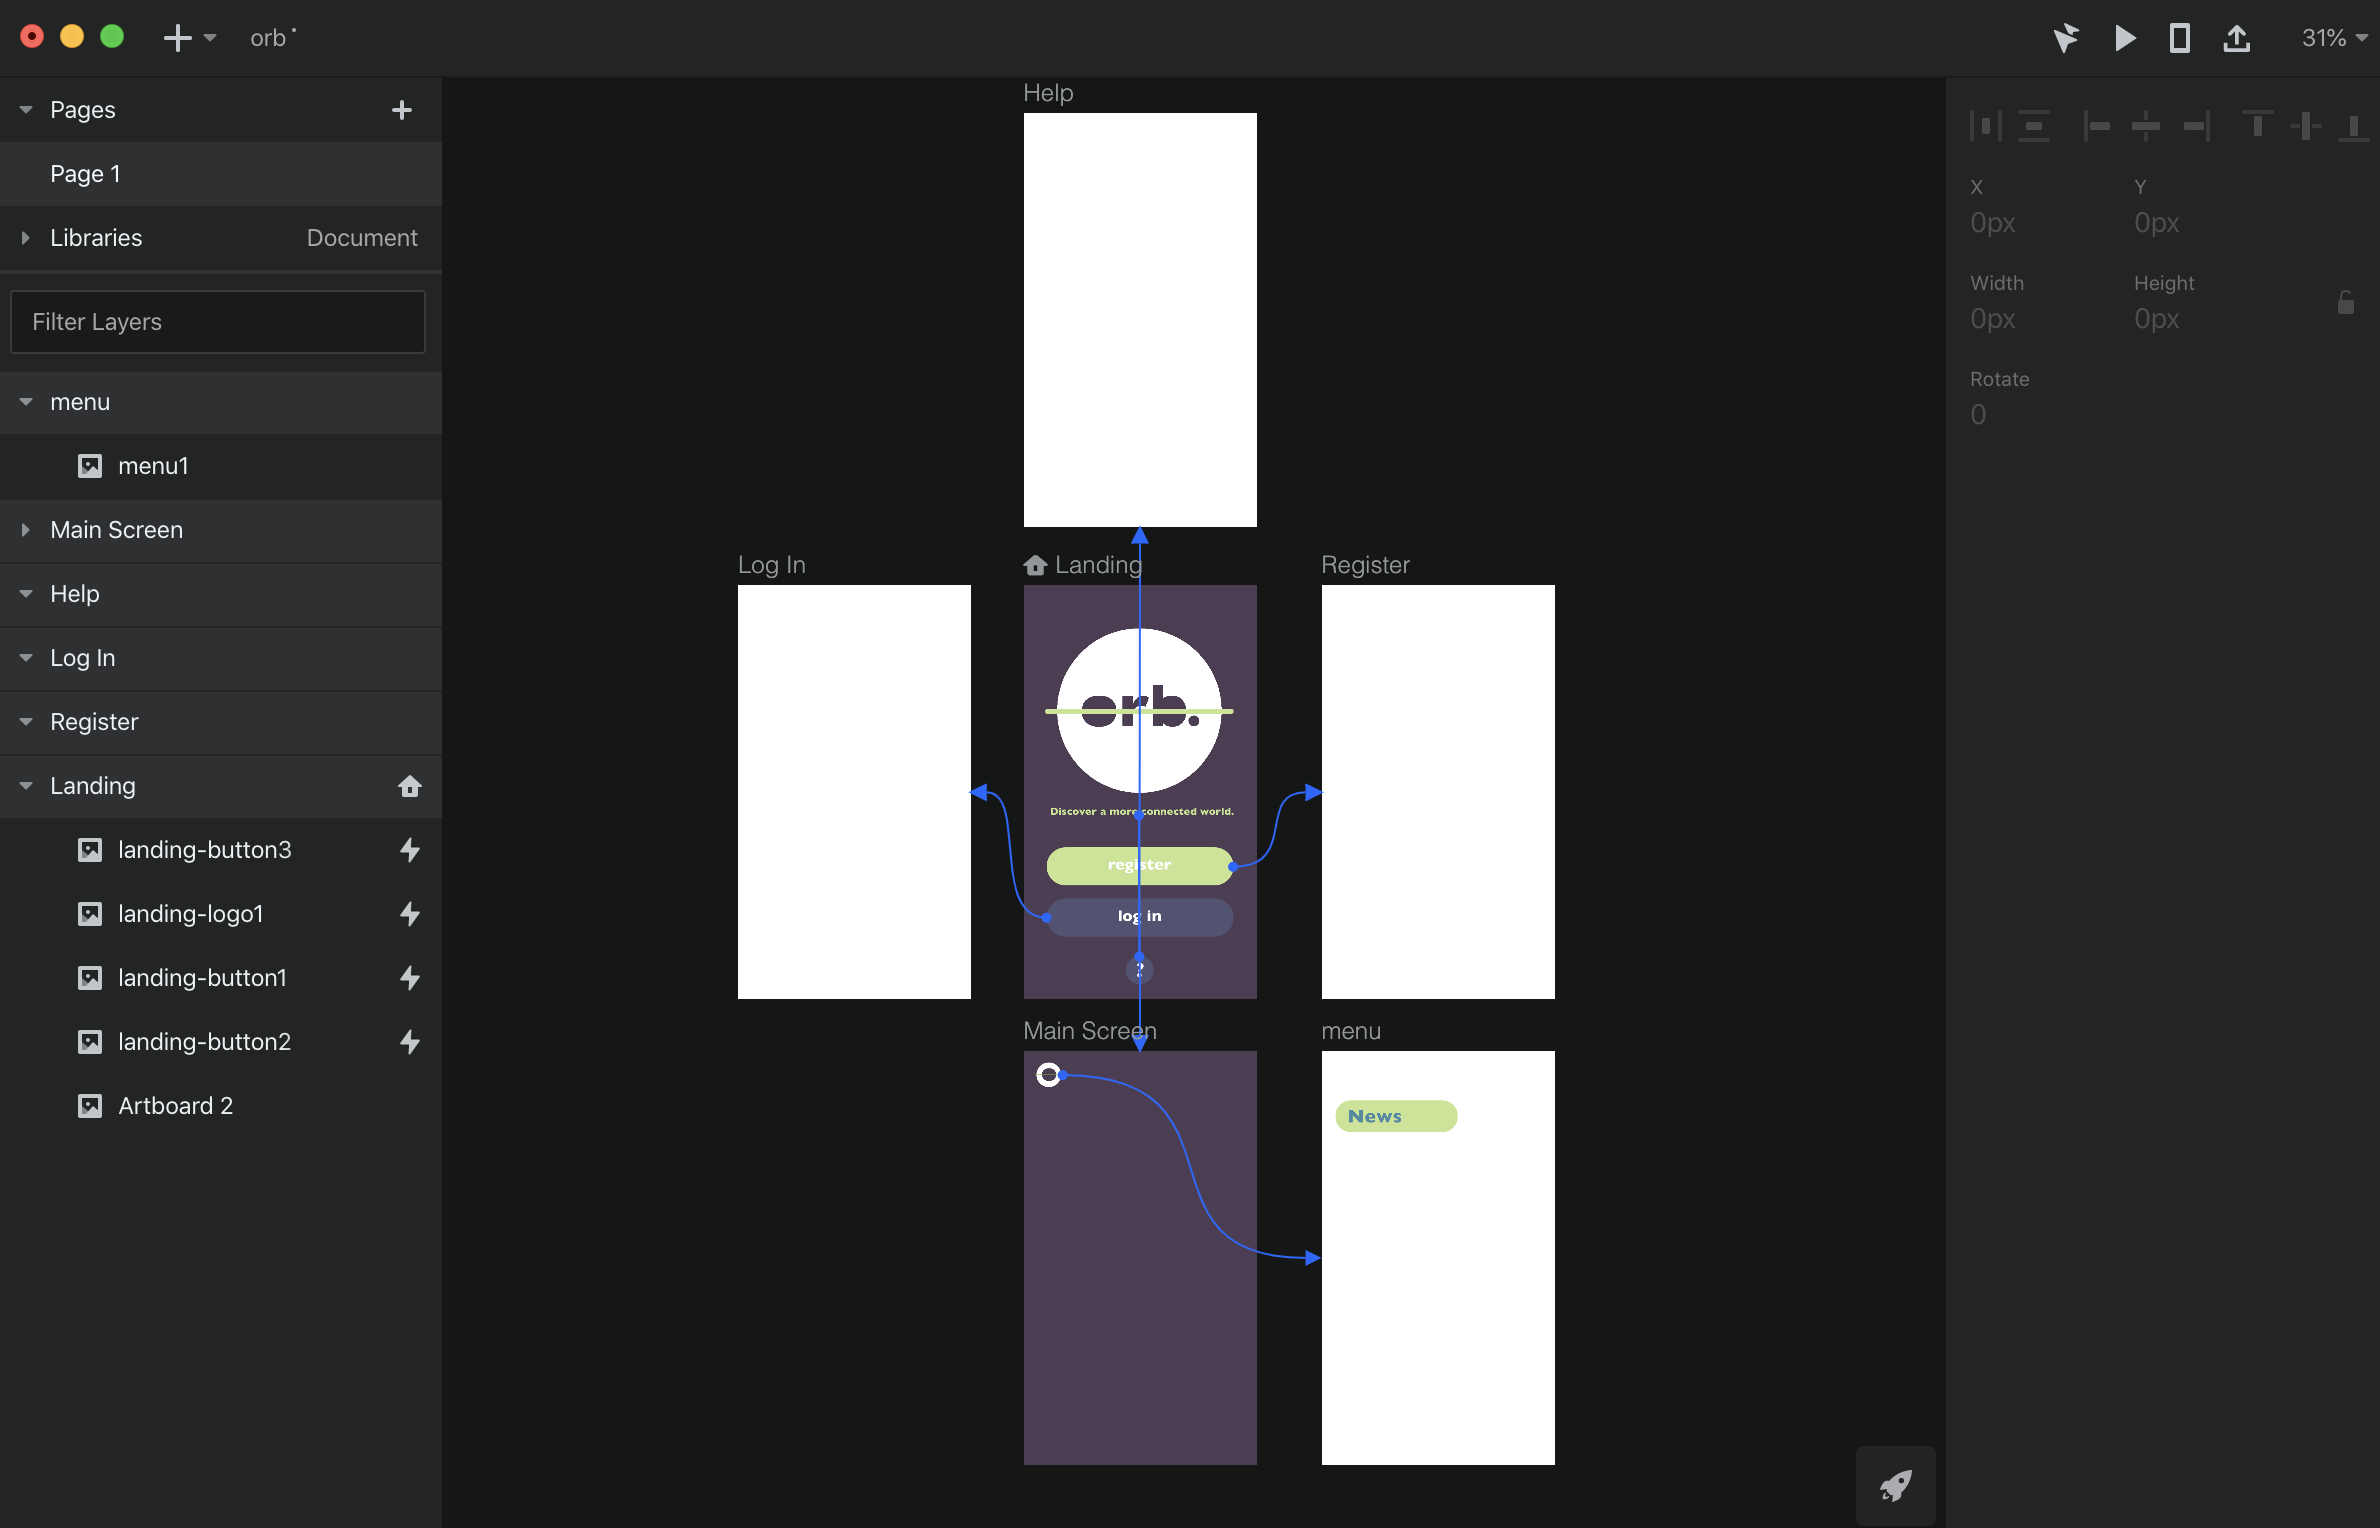 orb
31%
Pages
Page 1
Libraries Document
Filter Layers
menu
menu1
Main Screen
Help
Log In
Register
Landing
landing-button3
landing-logo1
landing-button1
landing-button2
Artboard 2
Help
Log In
Landing
Register
orb.
Discover a more connected world.
register
log in
?
Main Screen
menu
News
X Y
0px 0px
Width Height
0px 0px
Rotate
0